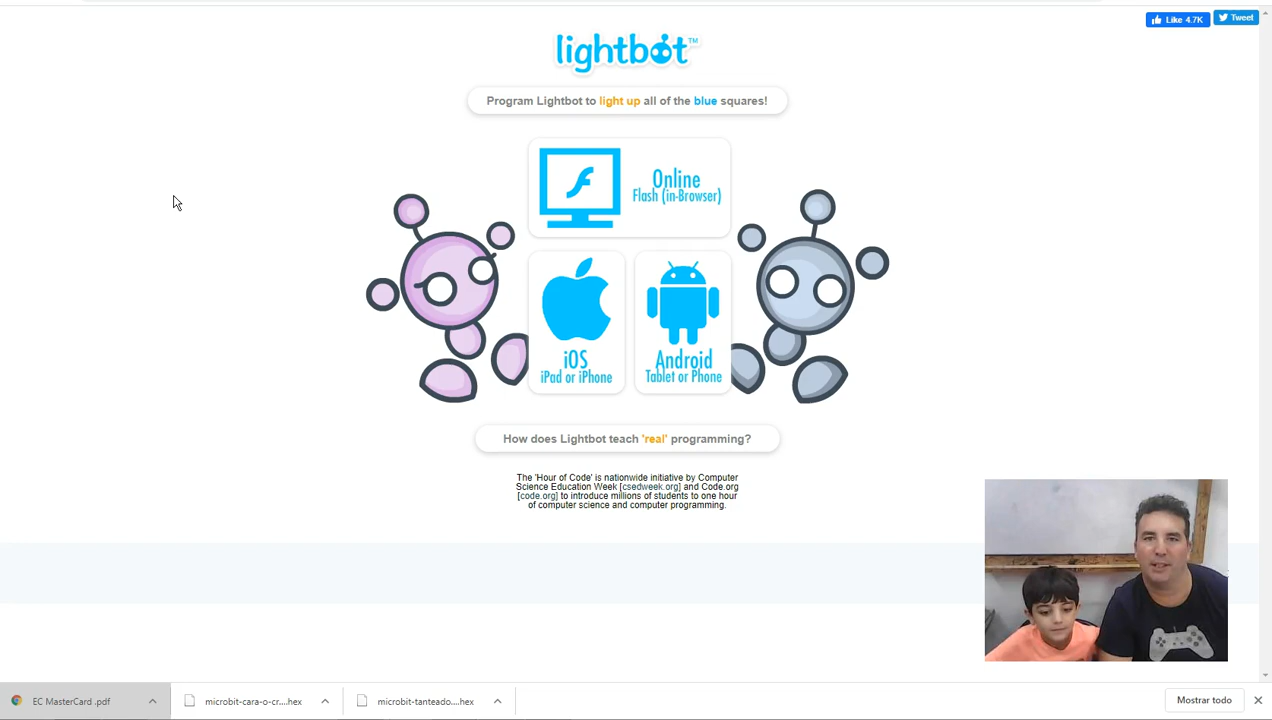 Like 4.7K
Tweet
lightbot™
Program Lightbot to light up all of the blue squares!
Online
Flash (in-Browser)
iOS
iPad or iPhone
Android
Tablet or Phone
How does Lightbot teach 'real' programming?
The 'Hour of Code' is nationwide initiative by Computer
Science Education Week [csedweek.org] and Code.org
[code.org] to introduce millions of students to one hour
of computer science and computer programming.
EC MasterCard .pdf
microbit-cara-o-cr....hex
microbit-tanteado....hex
Mostrar todo